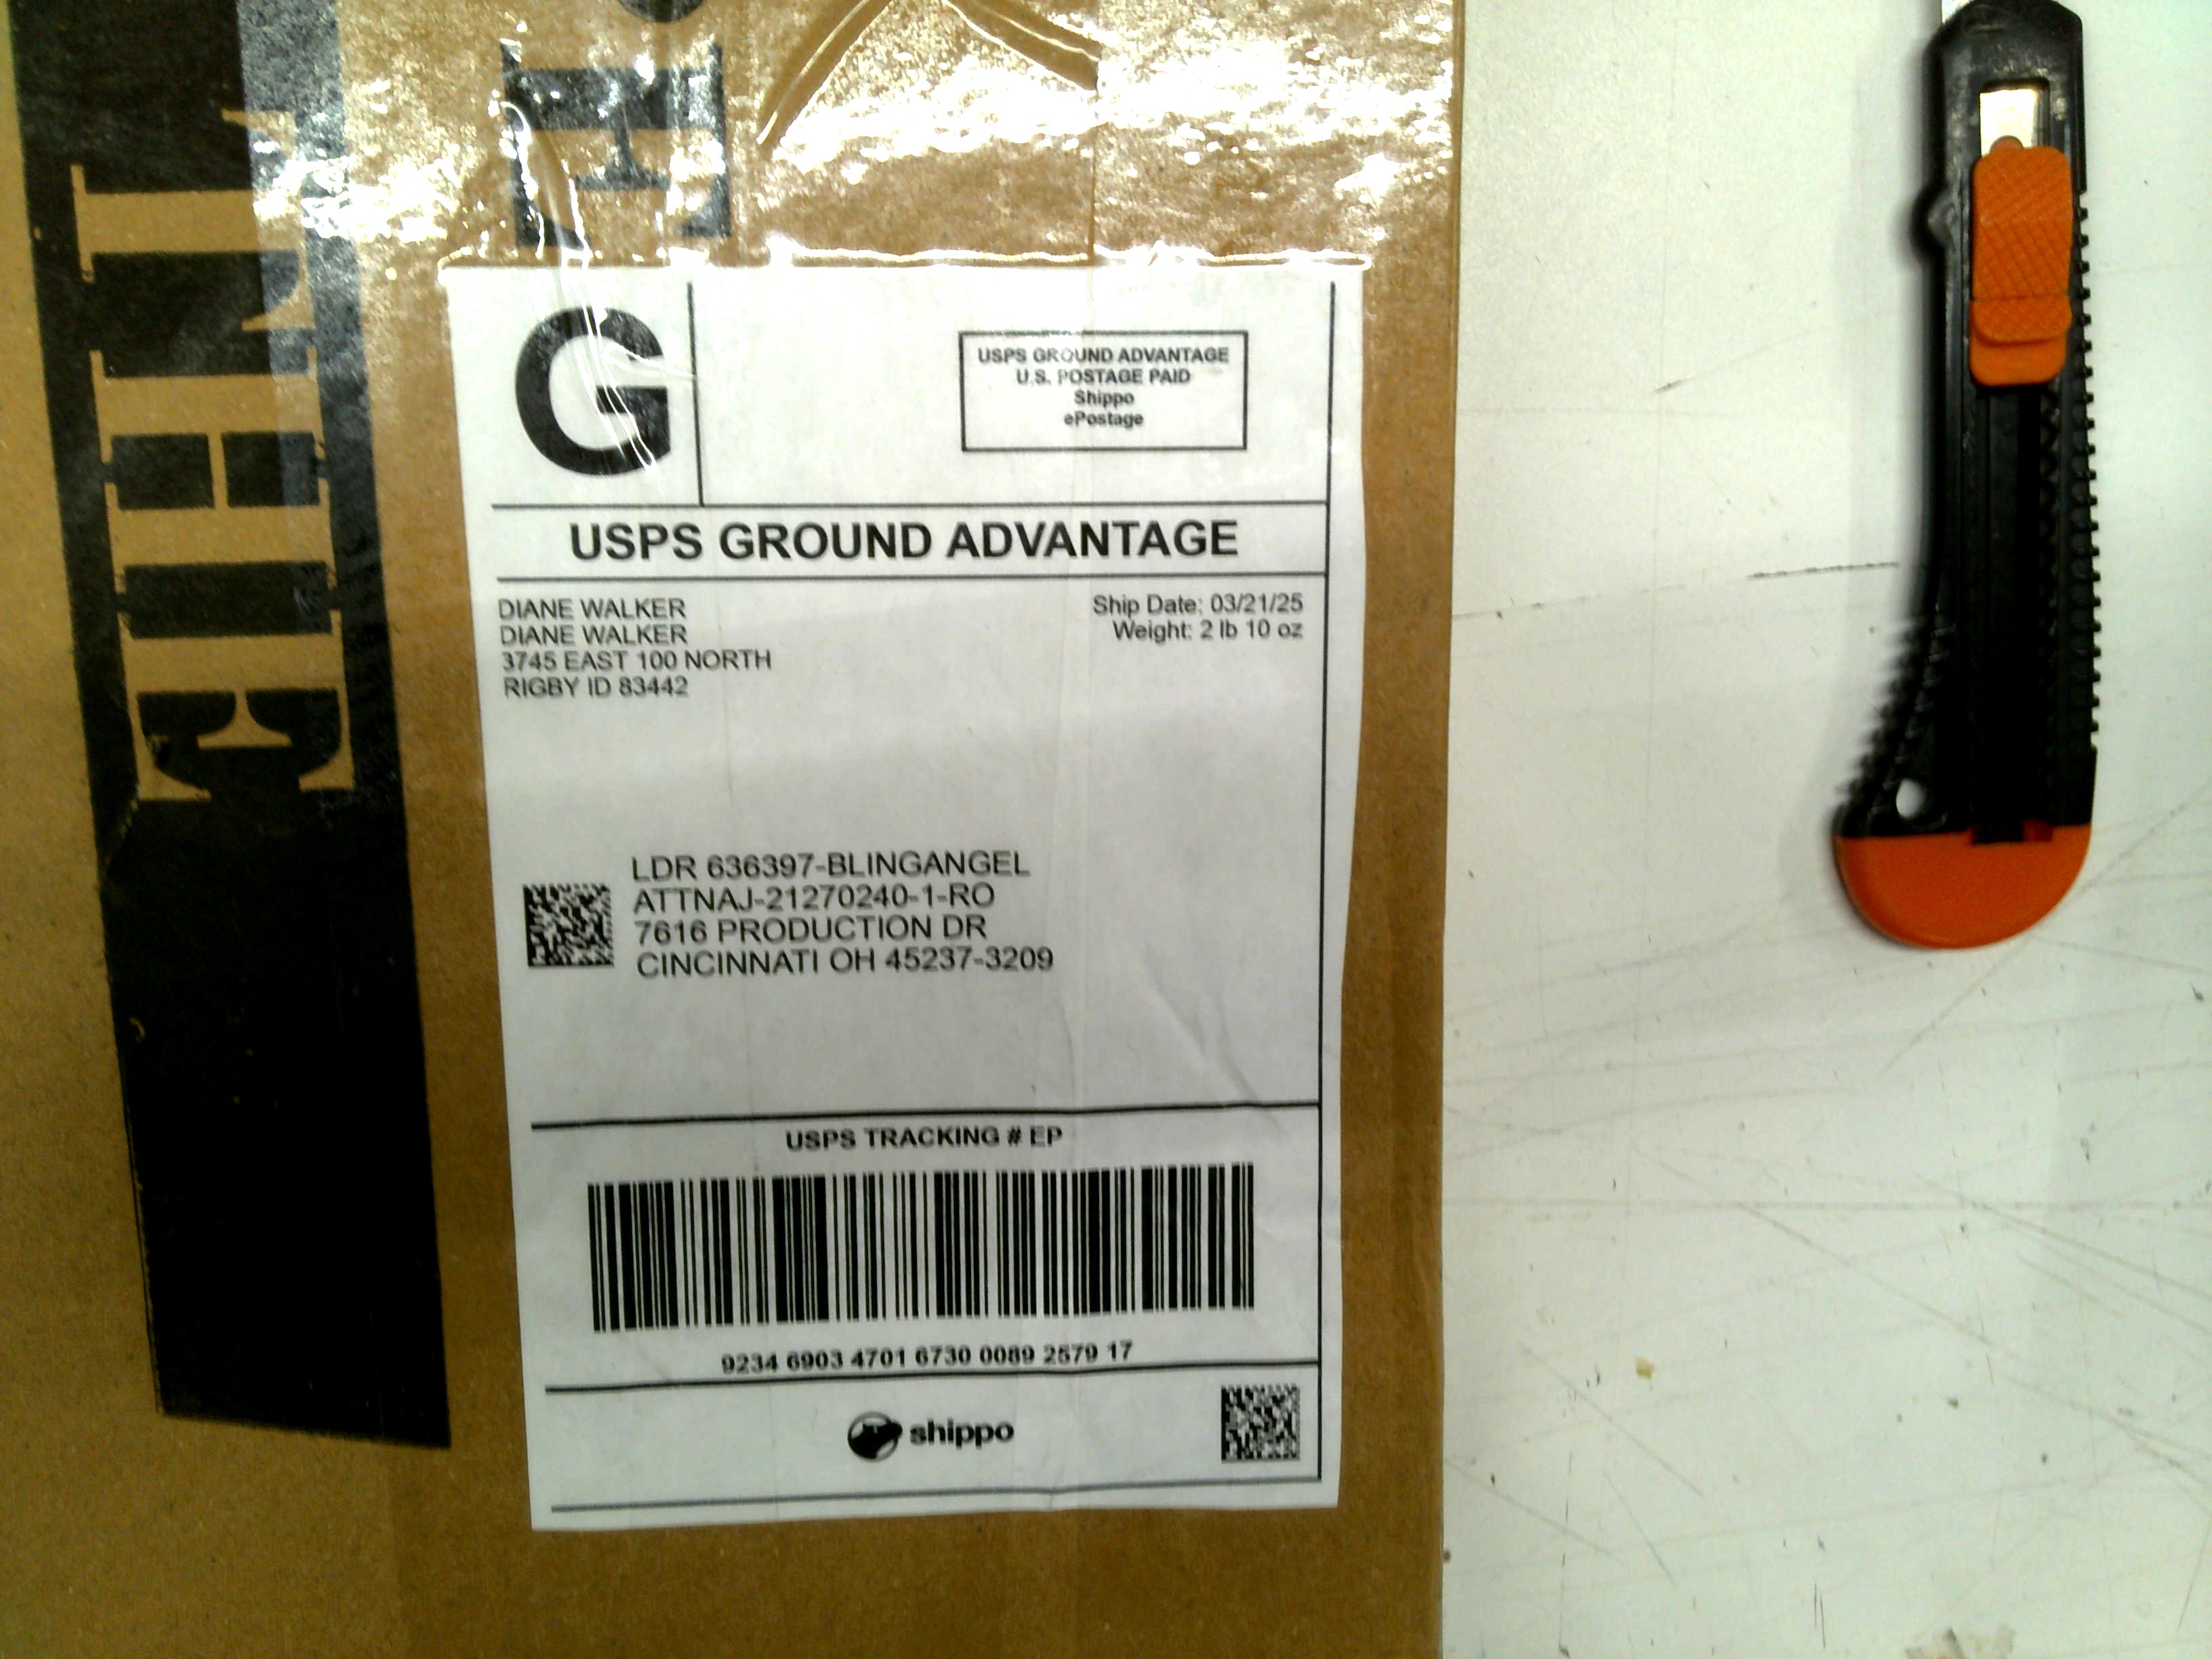 THE
G
USPS GROUND ADVANTAGE
U.S. POSTAGE PAID
Shippo
ePostage
USPS GROUND ADVANTAGE
DIANE WALKER
DIANE WALKER
3745 EAST 100 NORTH
RIGBY ID 83442
Ship Date: 03/21/25
Weight: 2 lb 10 oz
LDR 636397-BLINGANGEL
ATTNAJ-21270240-1-RO
7616 PRODUCTION DR
CINCINNATI OH 45237-3209
USPS TRACKING # EP
9234 6903 4701 6730 0089 2579 17
shippo